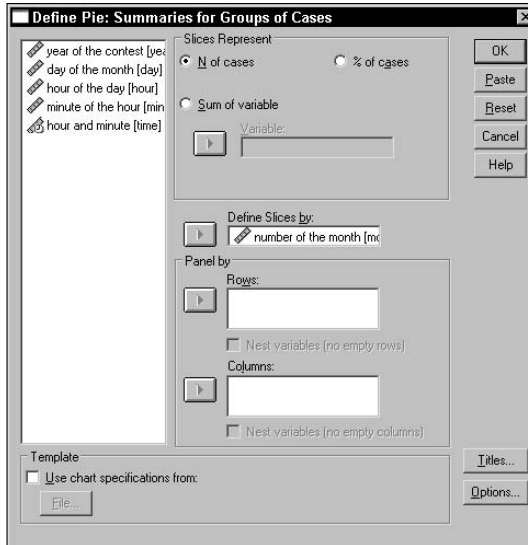 Define Pie: Summaries for Groups of Cases
year of the contest [yea
day of the month [day]
hour of the day [hour]
minute of the hour [min
hour and minute [time]
Slices Represent
N of cases
% of cases
Sum of variable
Variable:
Define Slices by:
number of the month [mo
Panel by
Rows:
Nest variables (no empty rows)
Columns:
Nest variables (no empty columns)
Template
Use chart specifications from:
File...
OK
Paste
Reset
Cancel
Help
Titles...
Options...